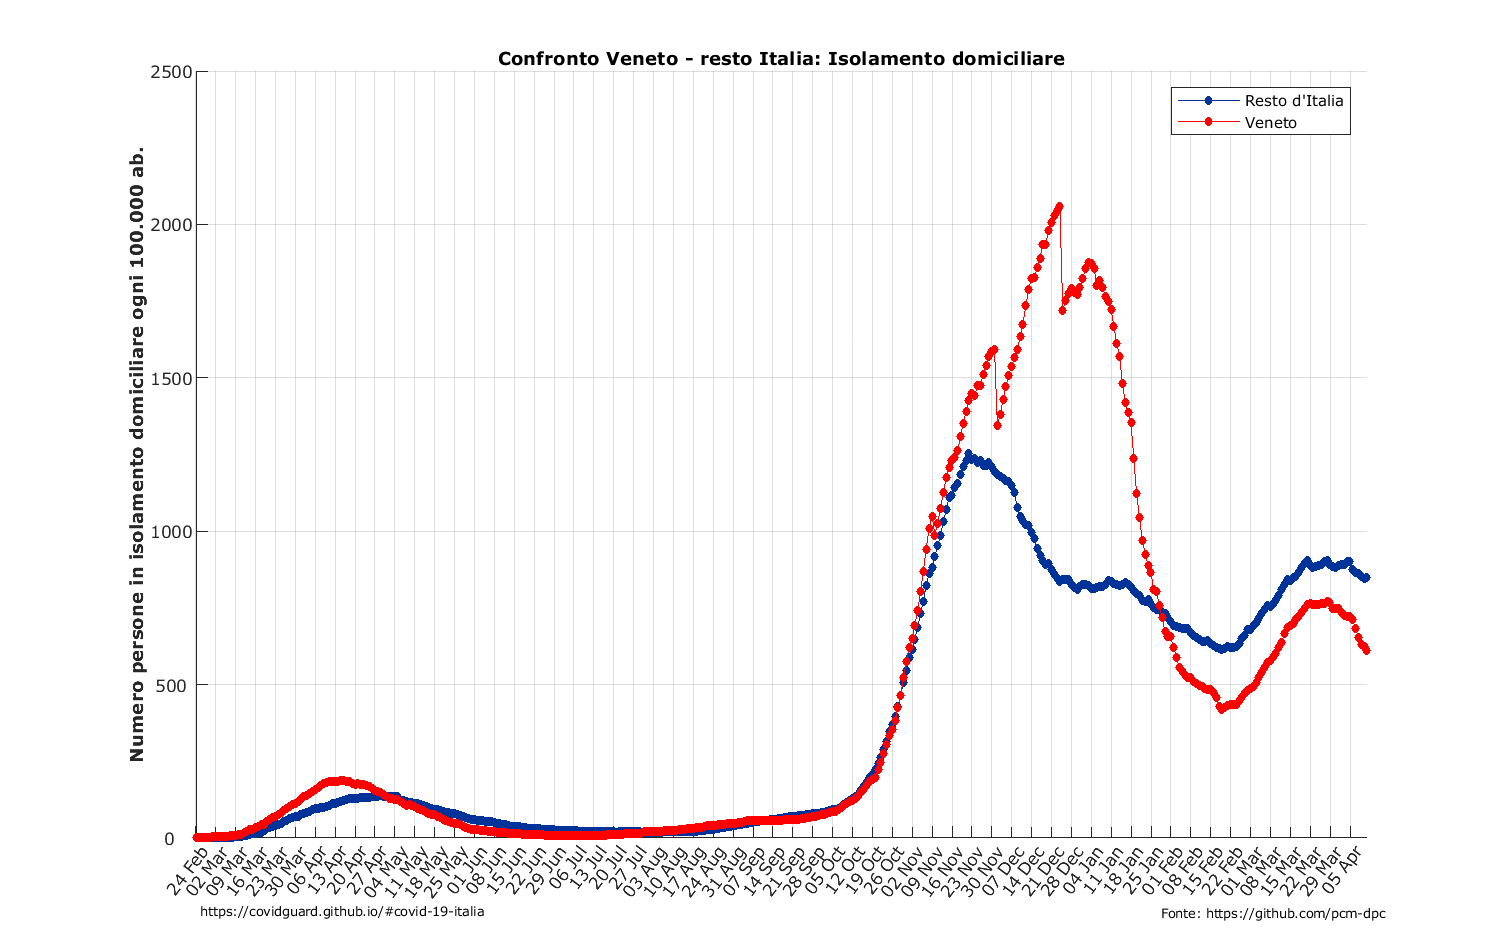 Confronto Veneto - resto Italia: Isolamento domiciliare
Numero persone in isolamento domiciliare ogni 100.000 ab.
2500
2000
1500
1000
500
0
Resto d'Italia
Veneto
24 Feb
02 Mar
09 Mar
16 Mar
23 Mar
30 Mar
06 Apr
13 Apr
20 Apr
27 Apr
04 May
11 May
18 May
25 May
01 Jun
08 Jun
15 Jun
22 Jun
29 Jun
06 Jul
13 Jul
20 Jul
27 Jul
03 Aug
10 Aug
17 Aug
24 Aug
31 Aug
07 Sep
14 Sep
21 Sep
28 Sep
05 Oct
12 Oct
19 Oct
26 Oct
02 Nov
09 Nov
16 Nov
23 Nov
30 Nov
07 Dec
14 Dec
21 Dec
28 Dec
04 Jan
11 Jan
18 Jan
25 Jan
01 Feb
08 Feb
15 Feb
22 Feb
01 Mar
08 Mar
15 Mar
22 Mar
29 Mar
05 Apr
https://covidguard.github.io/#covid-19-italia
Fonte: https://github.com/pcm-dpc